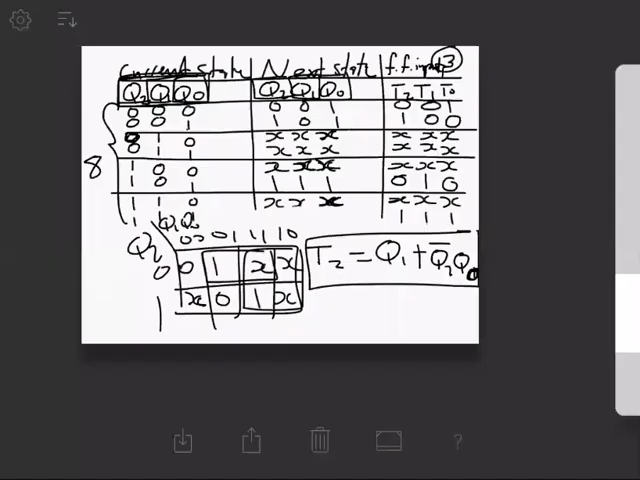 current state Next state f.f. input 3
Q2 Q1 Q0 Q2 Q1 Q0 T2 T1 T0
0 0 0 0 0 1 0 0 1
0 0 1 1 0 1 1 0 0
0 1 0 x x x x x x
0 1 x x x x x x
8
1 0 0 x x x x x x
1 0 1 1 1 1 0 1 0
1 1 0 x x x x x x
1 1 1 1 1
Q1Q0
Q2 00 01 11 10
0 0 1 x x T2 = Q1 + Q̅2Q0
1 x 0 1 x
?